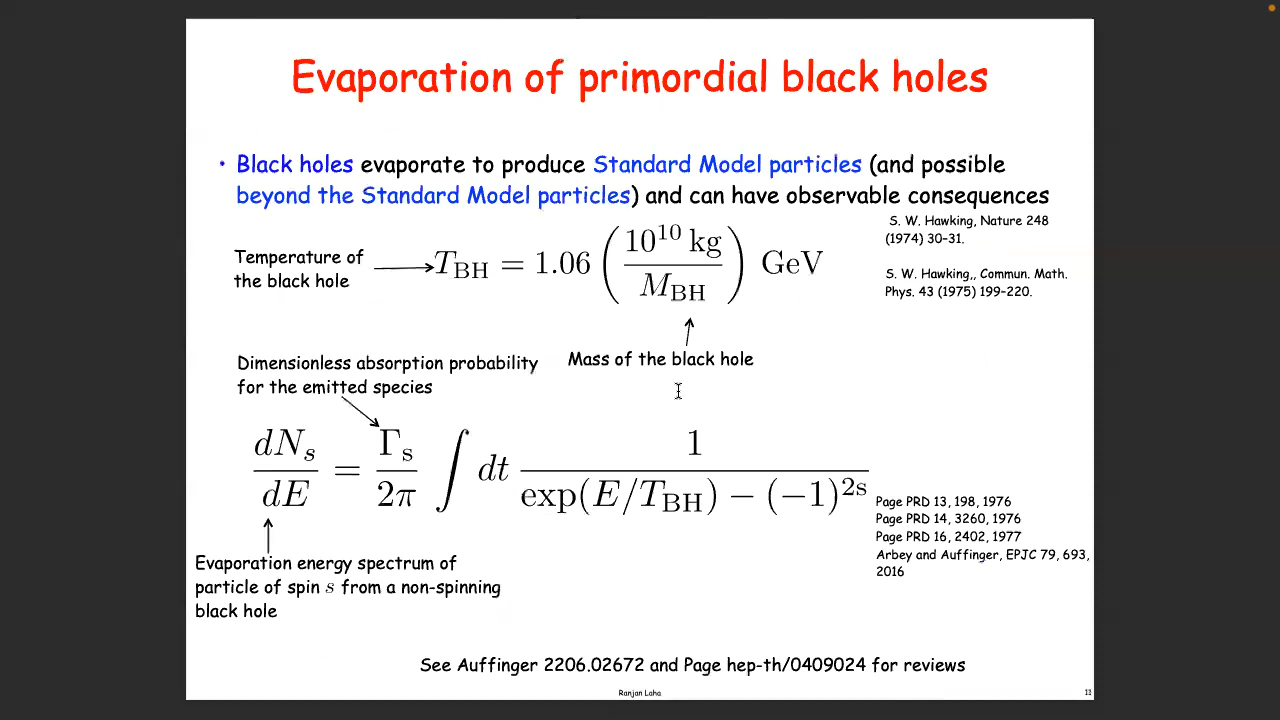 Evaporation of primordial black holes
• Black holes evaporate to produce Standard Model particles (and possible
beyond the Standard Model particles) and can have observable consequences
S. W. Hawking, Nature 248
(1974) 30–31.
Temperature of
the black hole
T_BH = 1.06 (10^10 kg / M_BH) GeV
S. W. Hawking,, Commun. Math.
Phys. 43 (1975) 199–220.
Mass of the black hole
Dimensionless absorption probability
for the emitted species
dN_s/dE = Γ_s/2π ∫ dt 1/(exp(E/T_BH) − (−1)^2s)
Page PRD 13, 198, 1976
Page PRD 14, 3260, 1976
Page PRD 16, 2402, 1977
Arbey and Auffinger, EPJC 79, 693,
2016
Evaporation energy spectrum of
particle of spin s from a non-spinning
black hole
See Auffinger 2206.02672 and Page hep-th/0409024 for reviews
Ranjan Laha
11